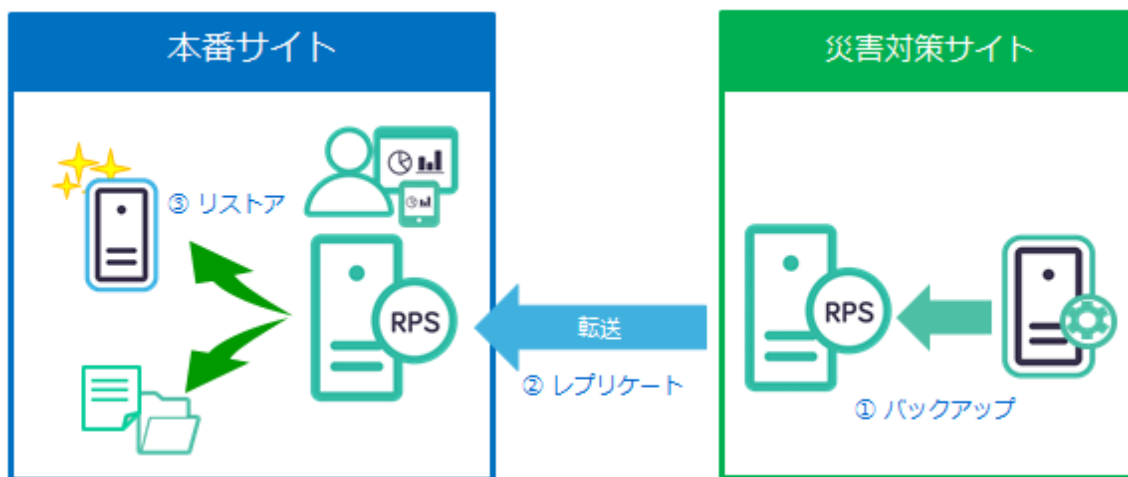 本番サイト
災害対策サイト
③ リストア
RPS
転送
② レプリケート
RPS
① バックアップ